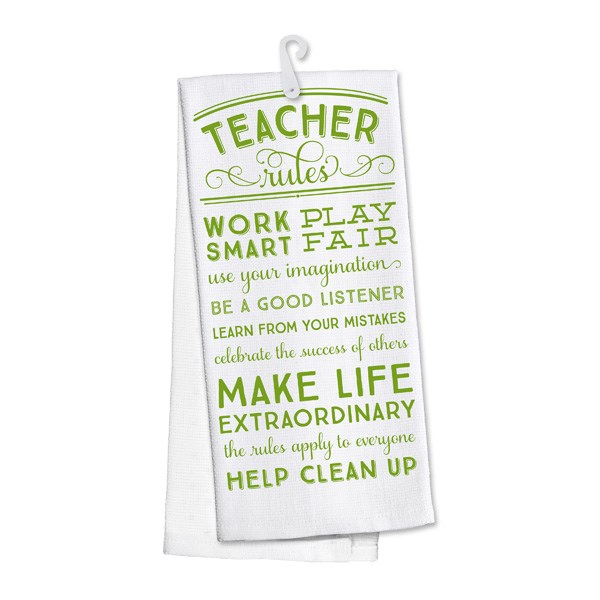 TEACHER
rules
WORK PLAY
SMART FAIR
use your imagination
BE A GOOD LISTENER
LEARN FROM YOUR MISTAKES
celebrate the success of others
MAKE LIFE
EXTRAORDINARY
the rules apply to everyone
HELP CLEAN UP